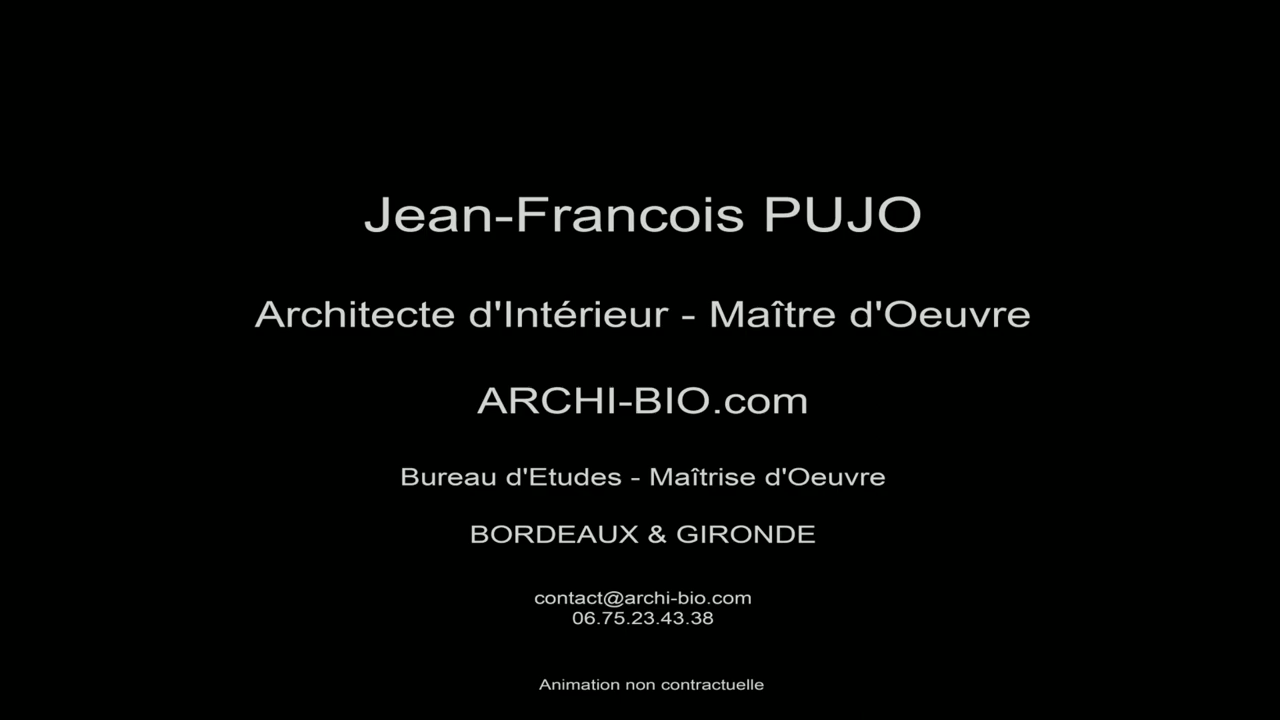 Jean-Francois PUJO
Architecte d'Intérieur - Maître d'Oeuvre
ARCHI-BIO.com
Bureau d'Etudes - Maîtrise d'Oeuvre
BORDEAUX & GIRONDE
contact@archi-bio.com
06.75.23.43.38
Animation non contractuelle